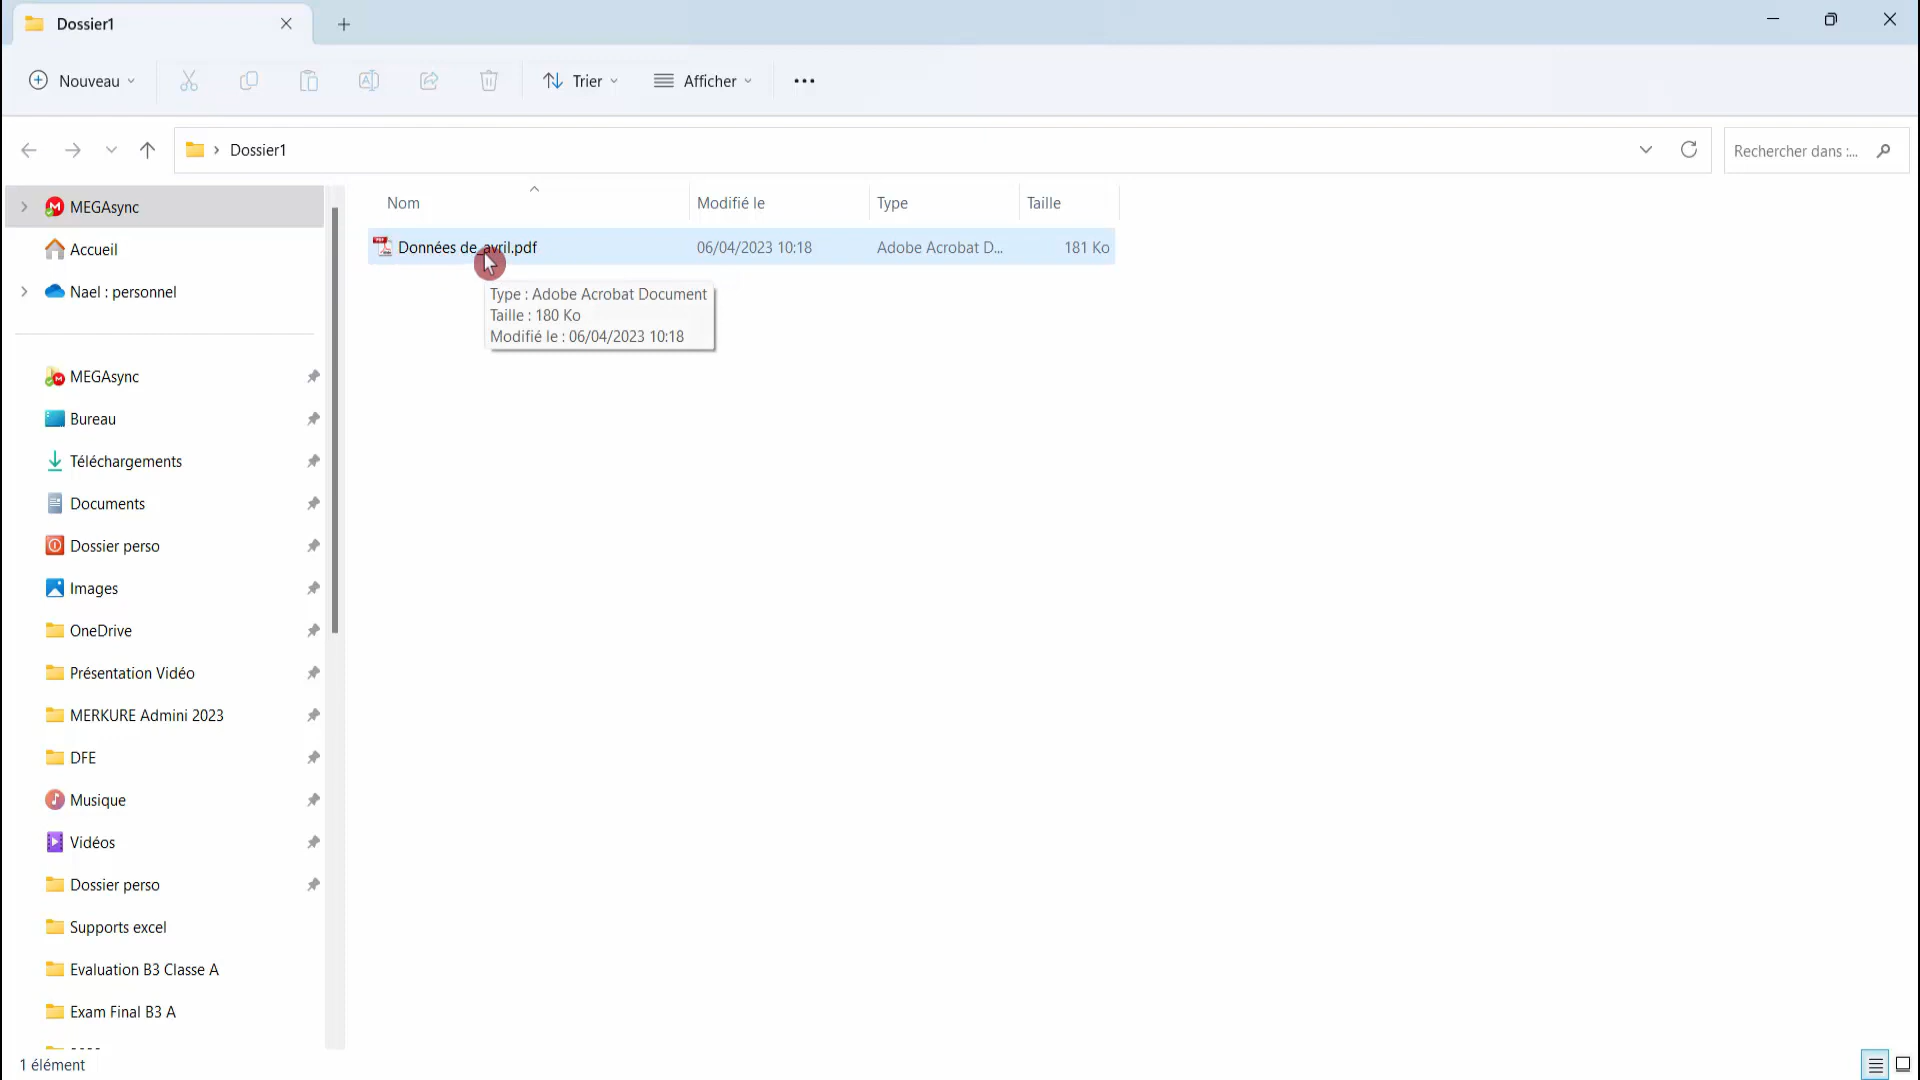 Dossier1
Nouveau
Trier
Afficher
Dossier1
Rechercher dans :...
MEGAsync
Accueil
Nael : personnel
MEGAsync
Bureau
Téléchargements
Documents
Dossier perso
Images
OneDrive
Présentation Vidéo
MERKURE Admini 2023
DFE
Musique
Vidéos
Dossier perso
Supports excel
Evaluation B3 Classe A
Exam Final B3 A
Nom Modifié le Type Taille
Données de_avril.pdf 06/04/2023 10:18 Adobe Acrobat D... 181 Ko
Type : Adobe Acrobat Document
Taille : 180 Ko
Modifié le : 06/04/2023 10:18
1 élément